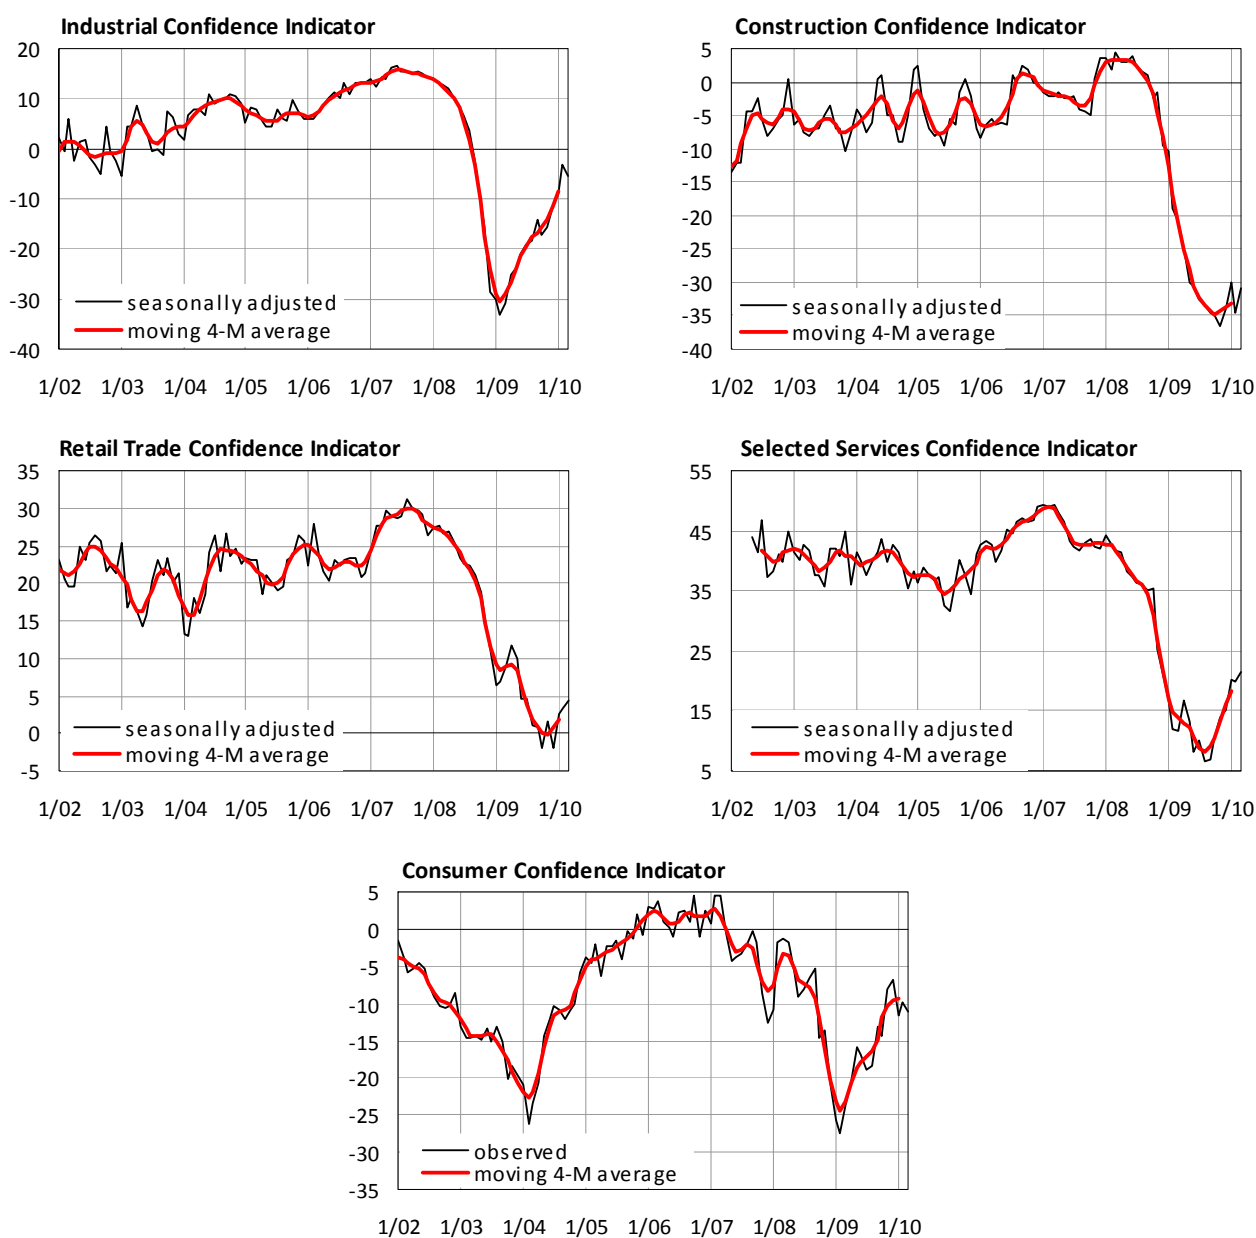 Industrial Confidence Indicator
20
10
0
-10
-20
-30
-40
seasonally adjusted
moving 4-M average
1/02 1/03 1/04 1/05 1/06 1/07 1/08 1/09 1/10
Construction Confidence Indicator
5
0
-5
-10
-15
-20
-25
-30
-35
-40
seasonally adjusted
moving 4-M average
1/02 1/03 1/04 1/05 1/06 1/07 1/08 1/09 1/10
Retail Trade Confidence Indicator
35
30
25
20
15
10
5
0
-5
seasonally adjusted
moving 4-M average
1/02 1/03 1/04 1/05 1/06 1/07 1/08 1/09 1/10
Selected Services Confidence Indicator
55
45
35
25
15
5
seasonally adjusted
moving 4-M average
1/02 1/03 1/04 1/05 1/06 1/07 1/08 1/09 1/10
Consumer Confidence Indicator
5
0
-5
-10
-15
-20
-25
-30
-35
observed
moving 4-M average
1/02 1/03 1/04 1/05 1/06 1/07 1/08 1/09 1/10